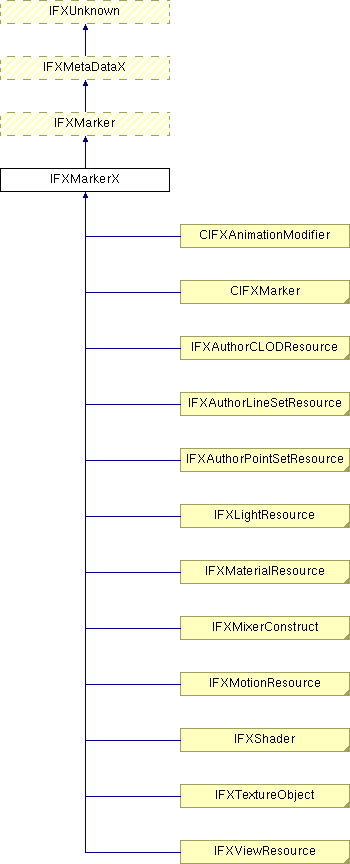 IFXUnknown
IFXMetaDataX
IFXMarker
IFXMarkerX
CIFXAnimationModifier
CIFXMarker
IFXAuthorCLODResource
IFXAuthorLineSetResource
IFXAuthorPointSetResource
IFXLightResource
IFXMaterialResource
IFXMixerConstruct
IFXMotionResource
IFXShader
IFXTextureObject
IFXViewResource